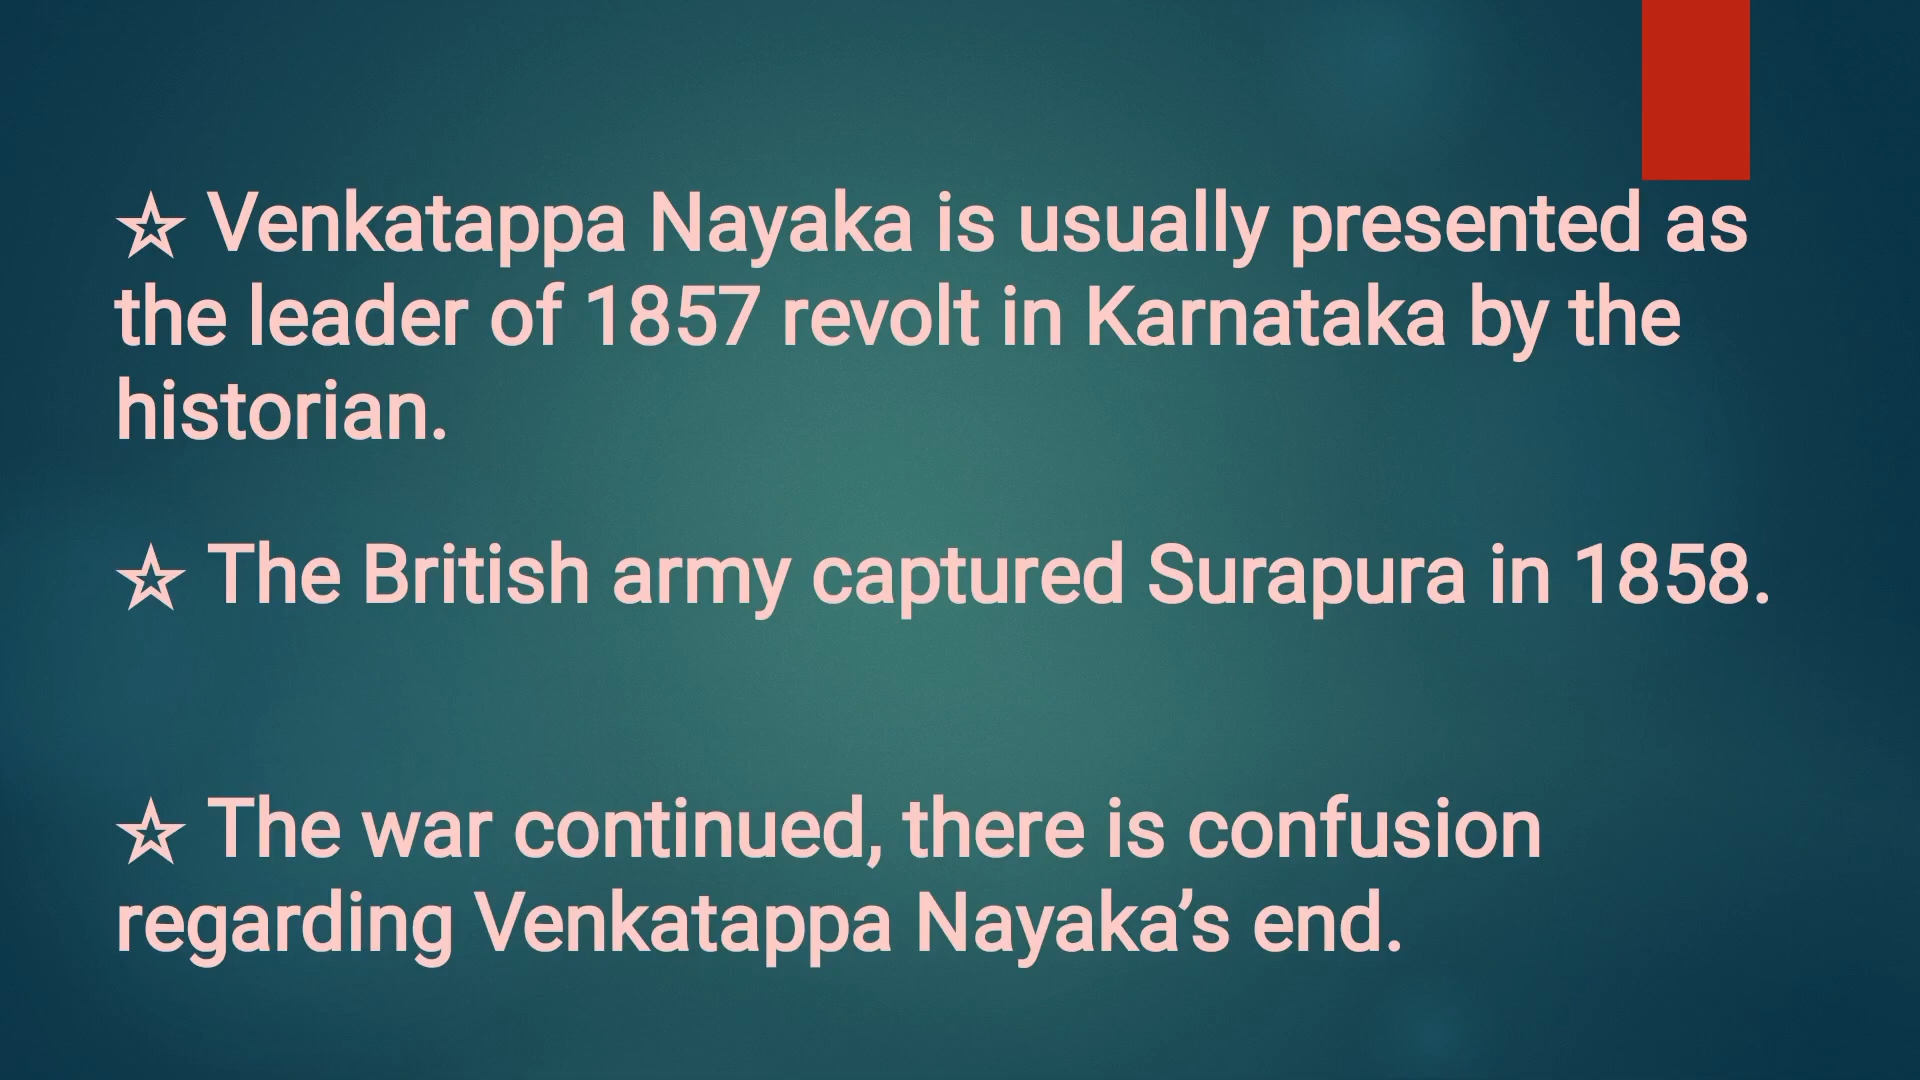 ☆ Venkatappa Nayaka is usually presented as
the leader of 1857 revolt in Karnataka by the
historian.
☆ The British army captured Surapura in 1858.
☆ The war continued, there is confusion
regarding Venkatappa Nayaka’s end.